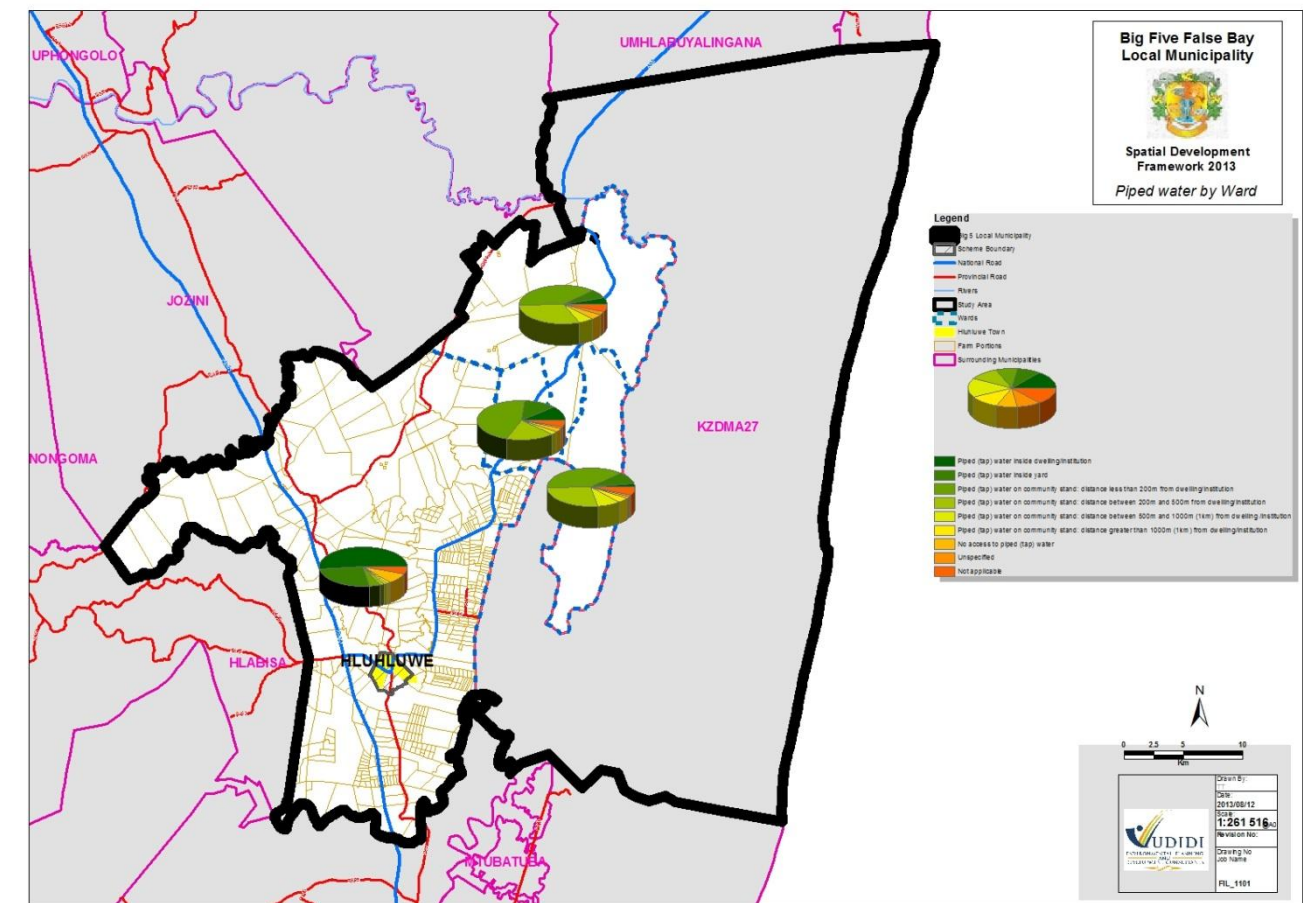 UPHONGOLO
UMHLABUYALINGANA
JOZINI
NONGOMA
KZDMA27
HLABISA
HLUHLUWE
MTUBATUBA
Big Five False Bay
Local Municipality
Spatial Development
Framework 2013
Piped water by Ward
Legend
Big 5 Local Municipality
Scheme Boundary
National Road
Provincial Road
Rivers
Study Area
Wards
Hluhluwe Town
Farm Portions
Surrounding Municipalities
Piped (tap) water inside dwelling/institution
Piped (tap) water inside yard
Piped (tap) water on community stand: distance less than 200m from dwelling/institution
Piped (tap) water on community stand: distance between 200m and 500m from dwelling/institution
Piped (tap) water on community stand: distance between 500m and 1000m (1km) from dwelling /institution
Piped (tap) water on community stand: distance greater than 1000m (1km) from dwelling/institution
No access to piped (tap) water
Unspecified
Not applicable
N
0 2.5 5 10
Km
VUDIDI
Drawn By:
TT
Date:
2013/08/12
Scale:
1:261 516
Revision No:
Drawing No
Job Name
FIL_1101